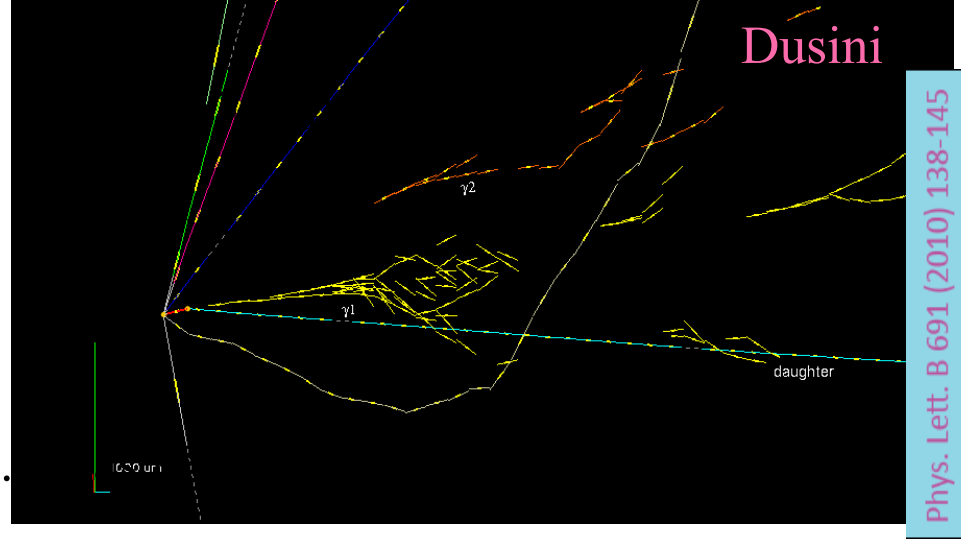 Dusini
Phys. Lett. B 691 (2010) 138-145
γ2
γ1
daughter